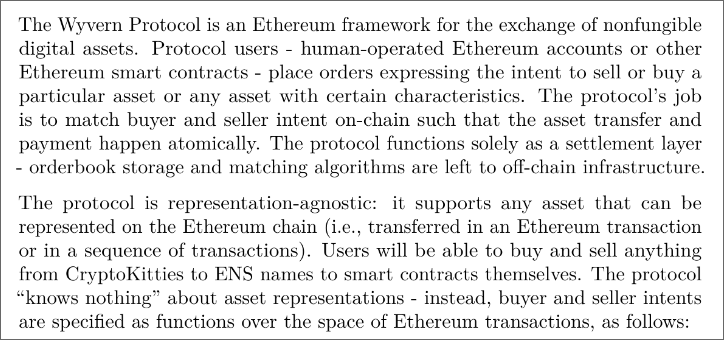 The Wyvern Protocol is an Ethereum framework for the exchange of nonfungible
digital assets. Protocol users - human-operated Ethereum accounts or other
Ethereum smart contracts - place orders expressing the intent to sell or buy a
particular asset or any asset with certain characteristics. The protocol's job
is to match buyer and seller intent on-chain such that the asset transfer and
payment happen atomically. The protocol functions solely as a settlement layer
- orderbook storage and matching algorithms are left to off-chain infrastructure.
The protocol is representation-agnostic: it supports any asset that can be
represented on the Ethereum chain (i.e., transferred in an Ethereum transaction
or in a sequence of transactions). Users will be able to buy and sell anything
from CryptoKitties to ENS names to smart contracts themselves. The protocol
“knows nothing” about asset representations - instead, buyer and seller intents
are specified as functions over the space of Ethereum transactions, as follows: